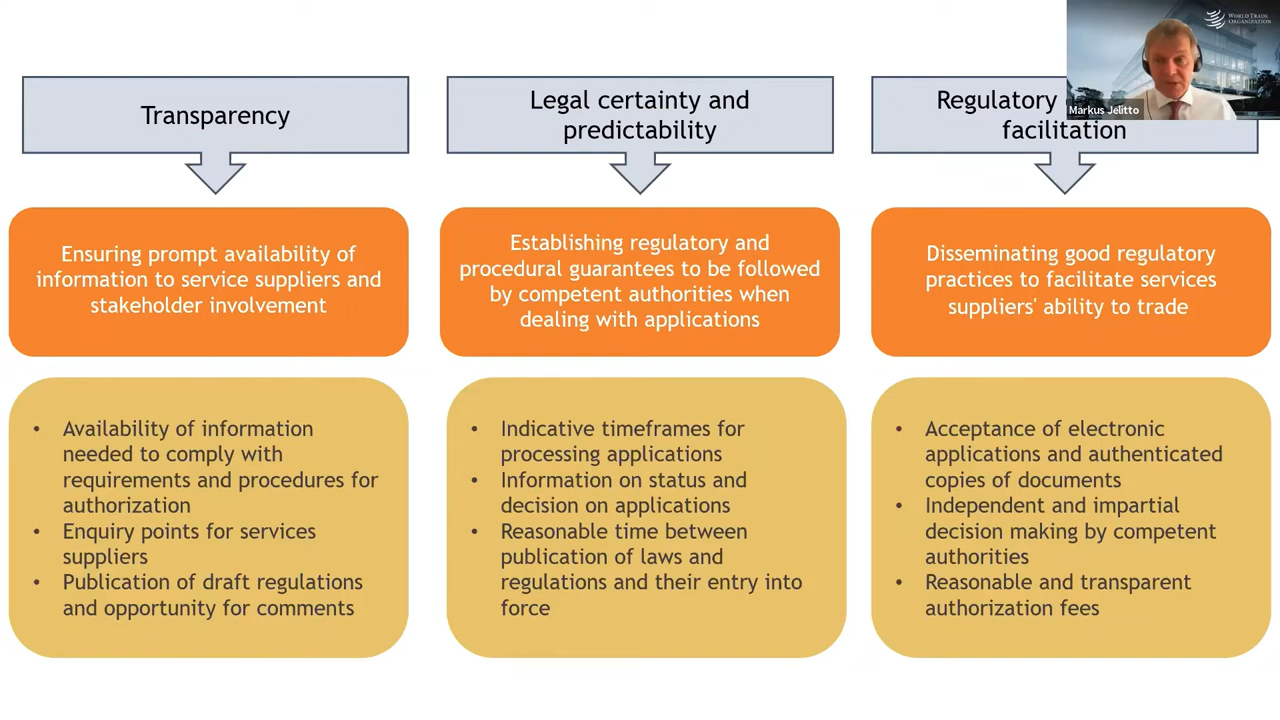 WORLD TRADE
ORGANIZATION
Markus Jelitto
Transparency
Legal certainty and
predictability
Regulatory
facilitation
Ensuring prompt availability of
information to service suppliers and
stakeholder involvement
Establishing regulatory and
procedural guarantees to be followed
by competent authorities when
dealing with applications
Disseminating good regulatory
practices to facilitate services
suppliers' ability to trade
• Availability of information
needed to comply with
requirements and procedures for
authorization
• Enquiry points for services
suppliers
• Publication of draft regulations
and opportunity for comments
• Indicative timeframes for
processing applications
• Information on status and
decision on applications
• Reasonable time between
publication of laws and
regulations and their entry into
force
• Acceptance of electronic
applications and authenticated
copies of documents
• Independent and impartial
decision making by competent
authorities
• Reasonable and transparent
authorization fees